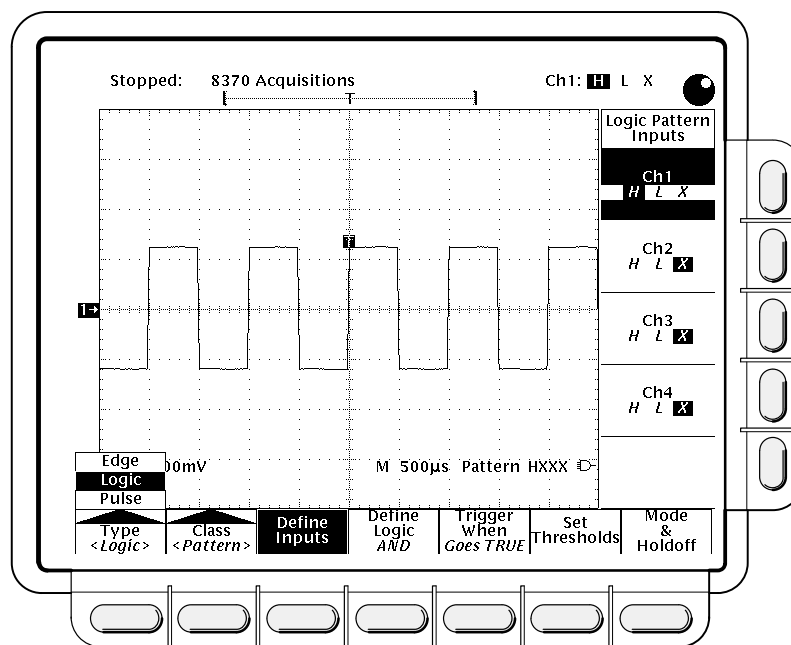 Stopped: 8370 Acquisitions
Ch1: H L X
T
Logic Pattern
Inputs
Ch1
H L X
Ch2
H L X
T
1→
Ch3
H L X
Ch4
H L X
Edge
Logic
Pulse
00mV
M 500µs Pattern HXXX
Type
<Logic>
Class
<Pattern>
Define
Inputs
Define
Logic
AND
Trigger
When
Goes TRUE
Set
Thresholds
Mode
&
Holdoff